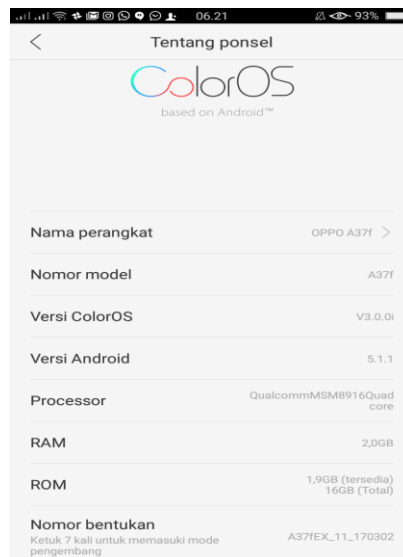 06.21 93%
Tentang ponsel
ColorOS
based on Android™
Nama perangkat OPPO A37f
Nomor model A37f
Versi ColorOS V3.0.0i
Versi Android 5.1.1
Processor QualcommMSM8916Quad
core
RAM 2,0GB
ROM 1,9GB (tersedia)
16GB (Total)
Nomor bentukan
Ketuk 7 kali untuk memasuki mode
pengembang
A37fEX_11_170302